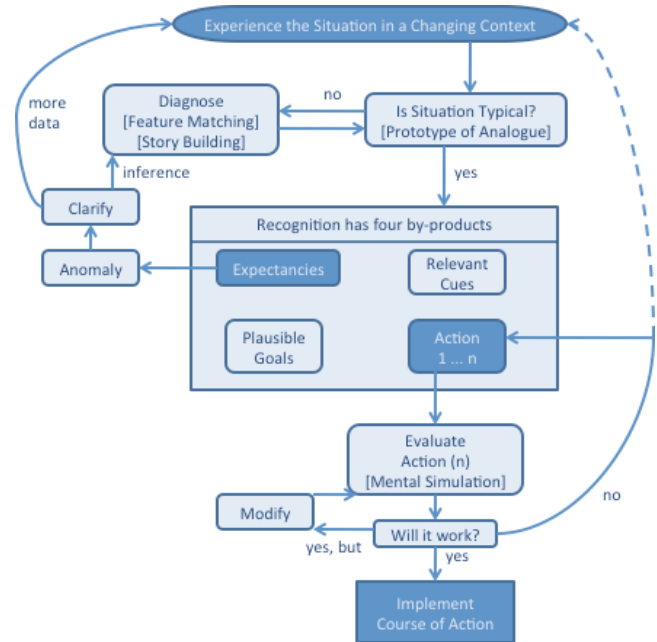 Experience the Situation in a Changing Context
more
data
Diagnose
[Feature Matching]
[Story Building]
no
Is Situation Typical?
[Prototype of Analogue]
inference
yes
Clarify
Recognition has four by-products
Anomaly
Expectancies
Relevant
Cues
Plausible
Goals
Action
1 ... n
Evaluate
Action (n)
[Mental Simulation]
no
Modify
Will it work?
yes, but
yes
Implement
Course of Action